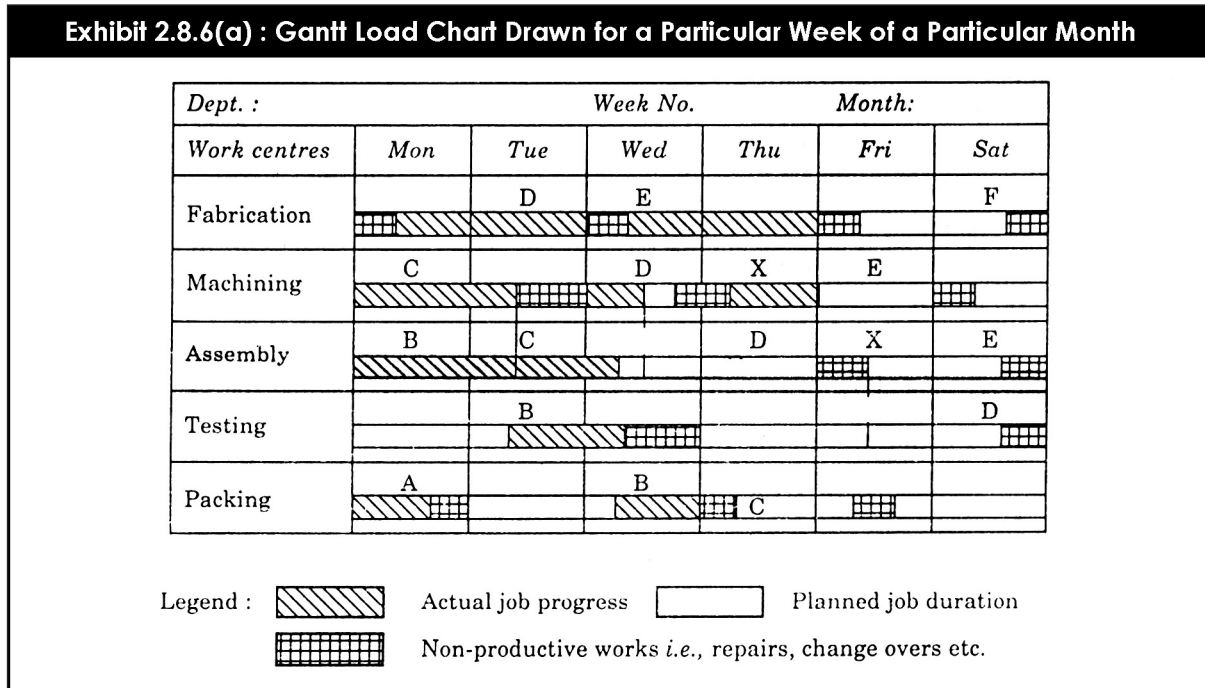 Exhibit 2.8.6(a) : Gantt Load Chart Drawn for a Particular Week of a Particular Month
Dept. : Week No. Month:
Work centres Mon Tue Wed Thu Fri Sat
D E F
Fabrication
C D X E
Machining
B C D X E
Assembly
B D
Testing
A B
Packing
C
Legend : Actual job progress Planned job duration
Non-productive works i.e., repairs, change overs etc.